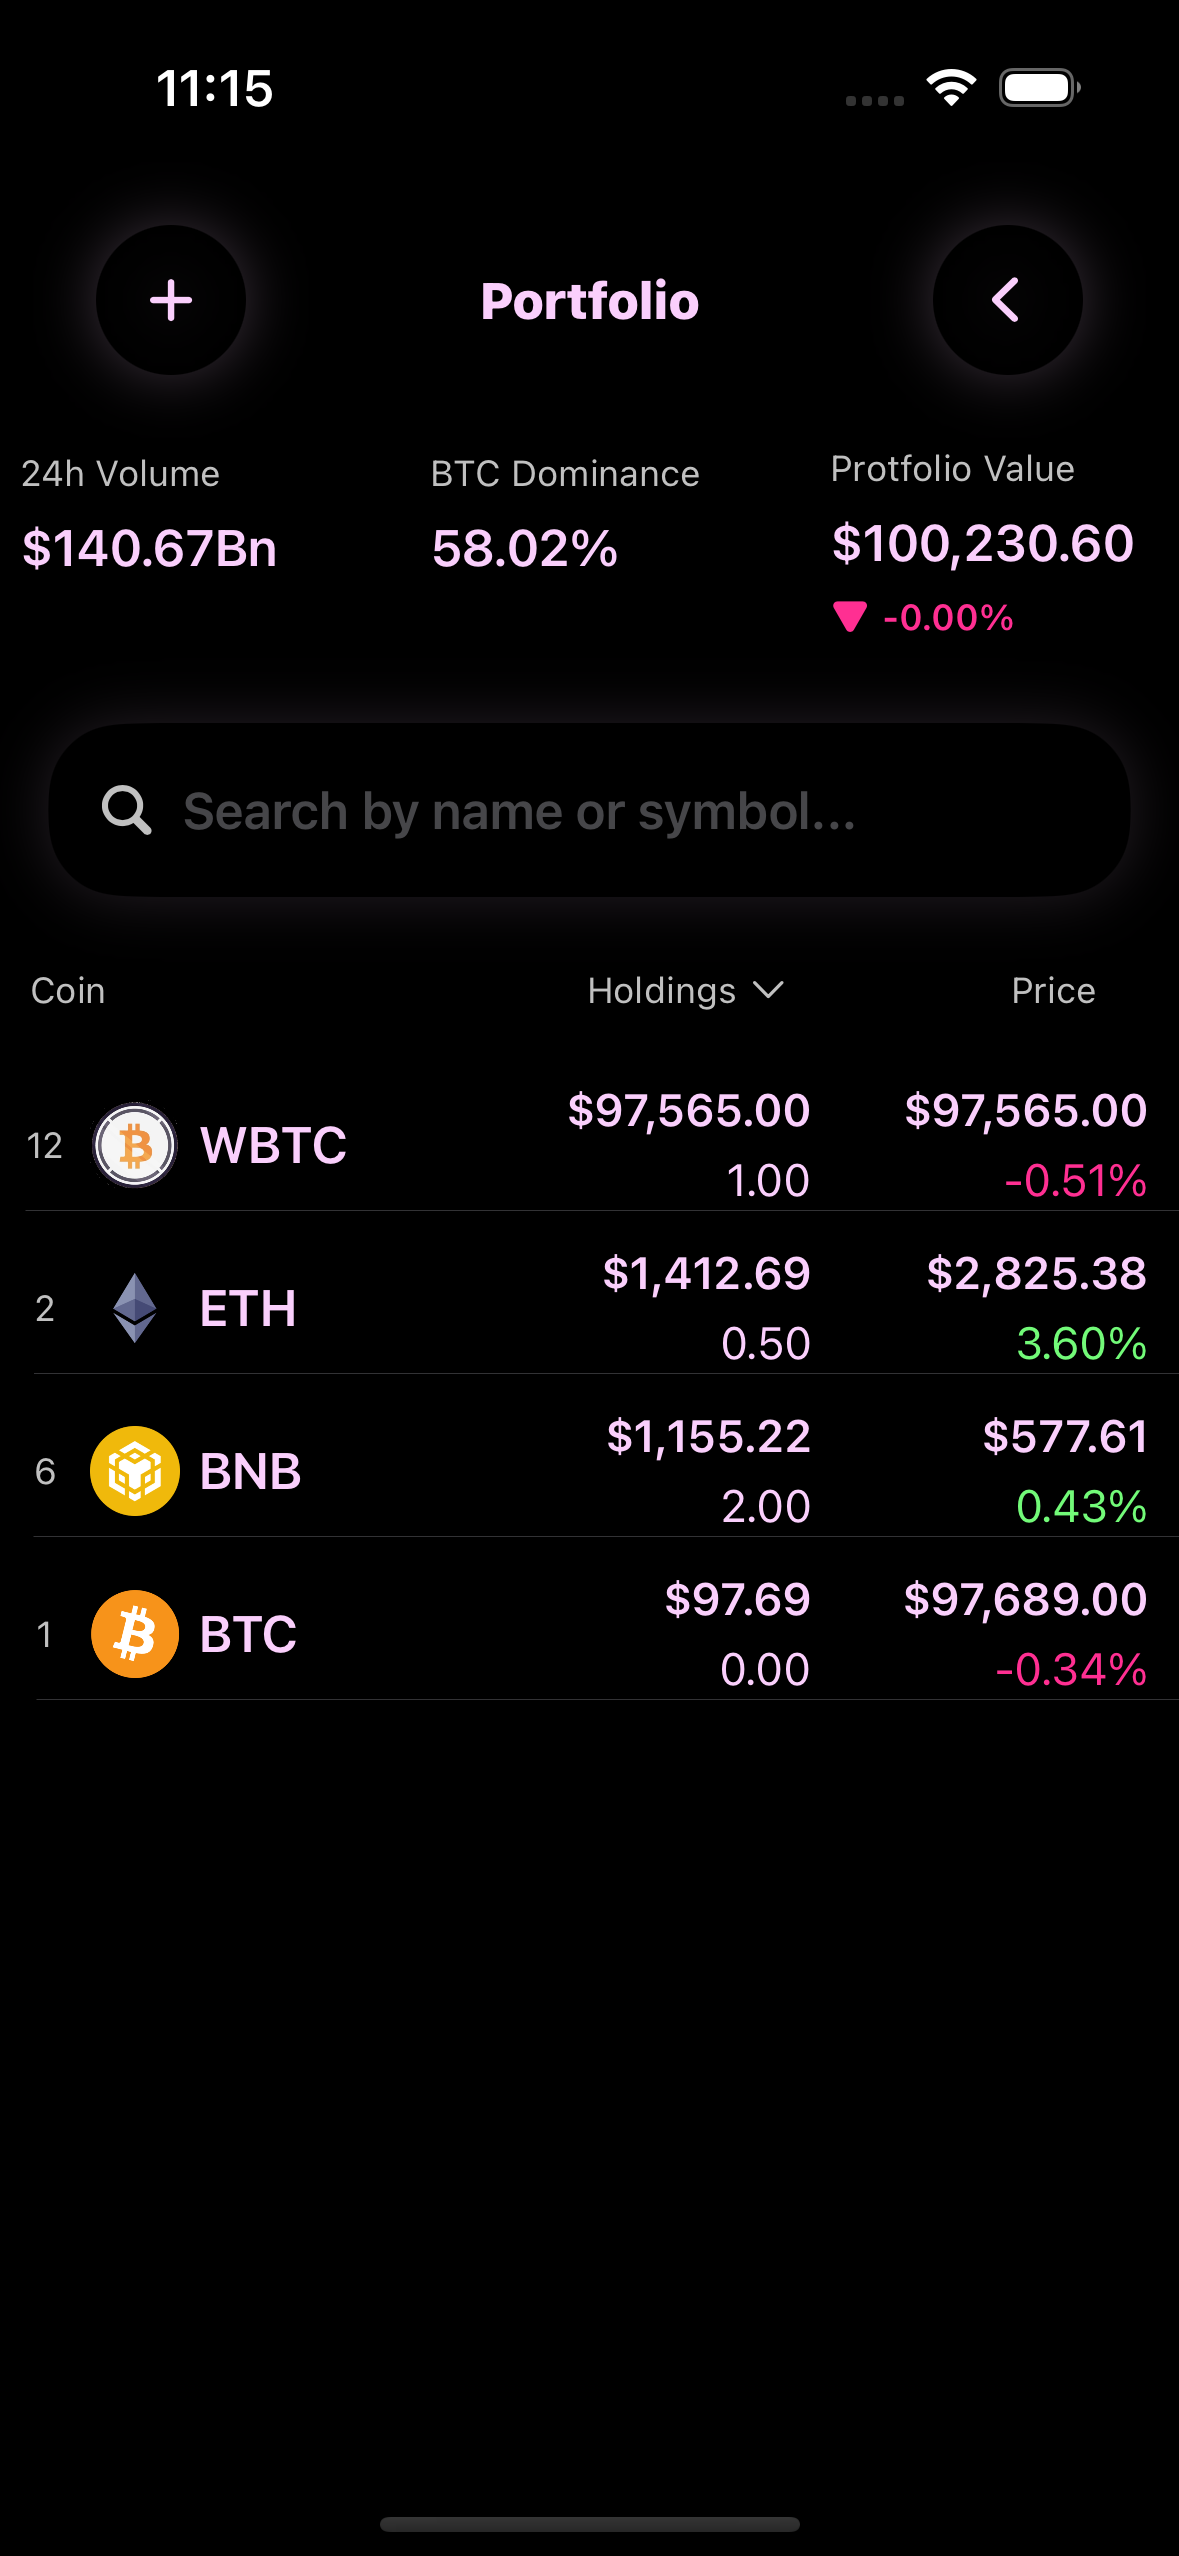 11:15
Portfolio
24h Volume
$140.67Bn
BTC Dominance
58.02%
Protfolio Value
$100,230.60
-0.00%
Search by name or symbol...
Coin Holdings Price
12 WBTC $97,565.00 $97,565.00
1.00 -0.51%
2 ETH $1,412.69 $2,825.38
0.50 3.60%
6 BNB $1,155.22 $577.61
2.00 0.43%
1 BTC $97.69 $97,689.00
0.00 -0.34%